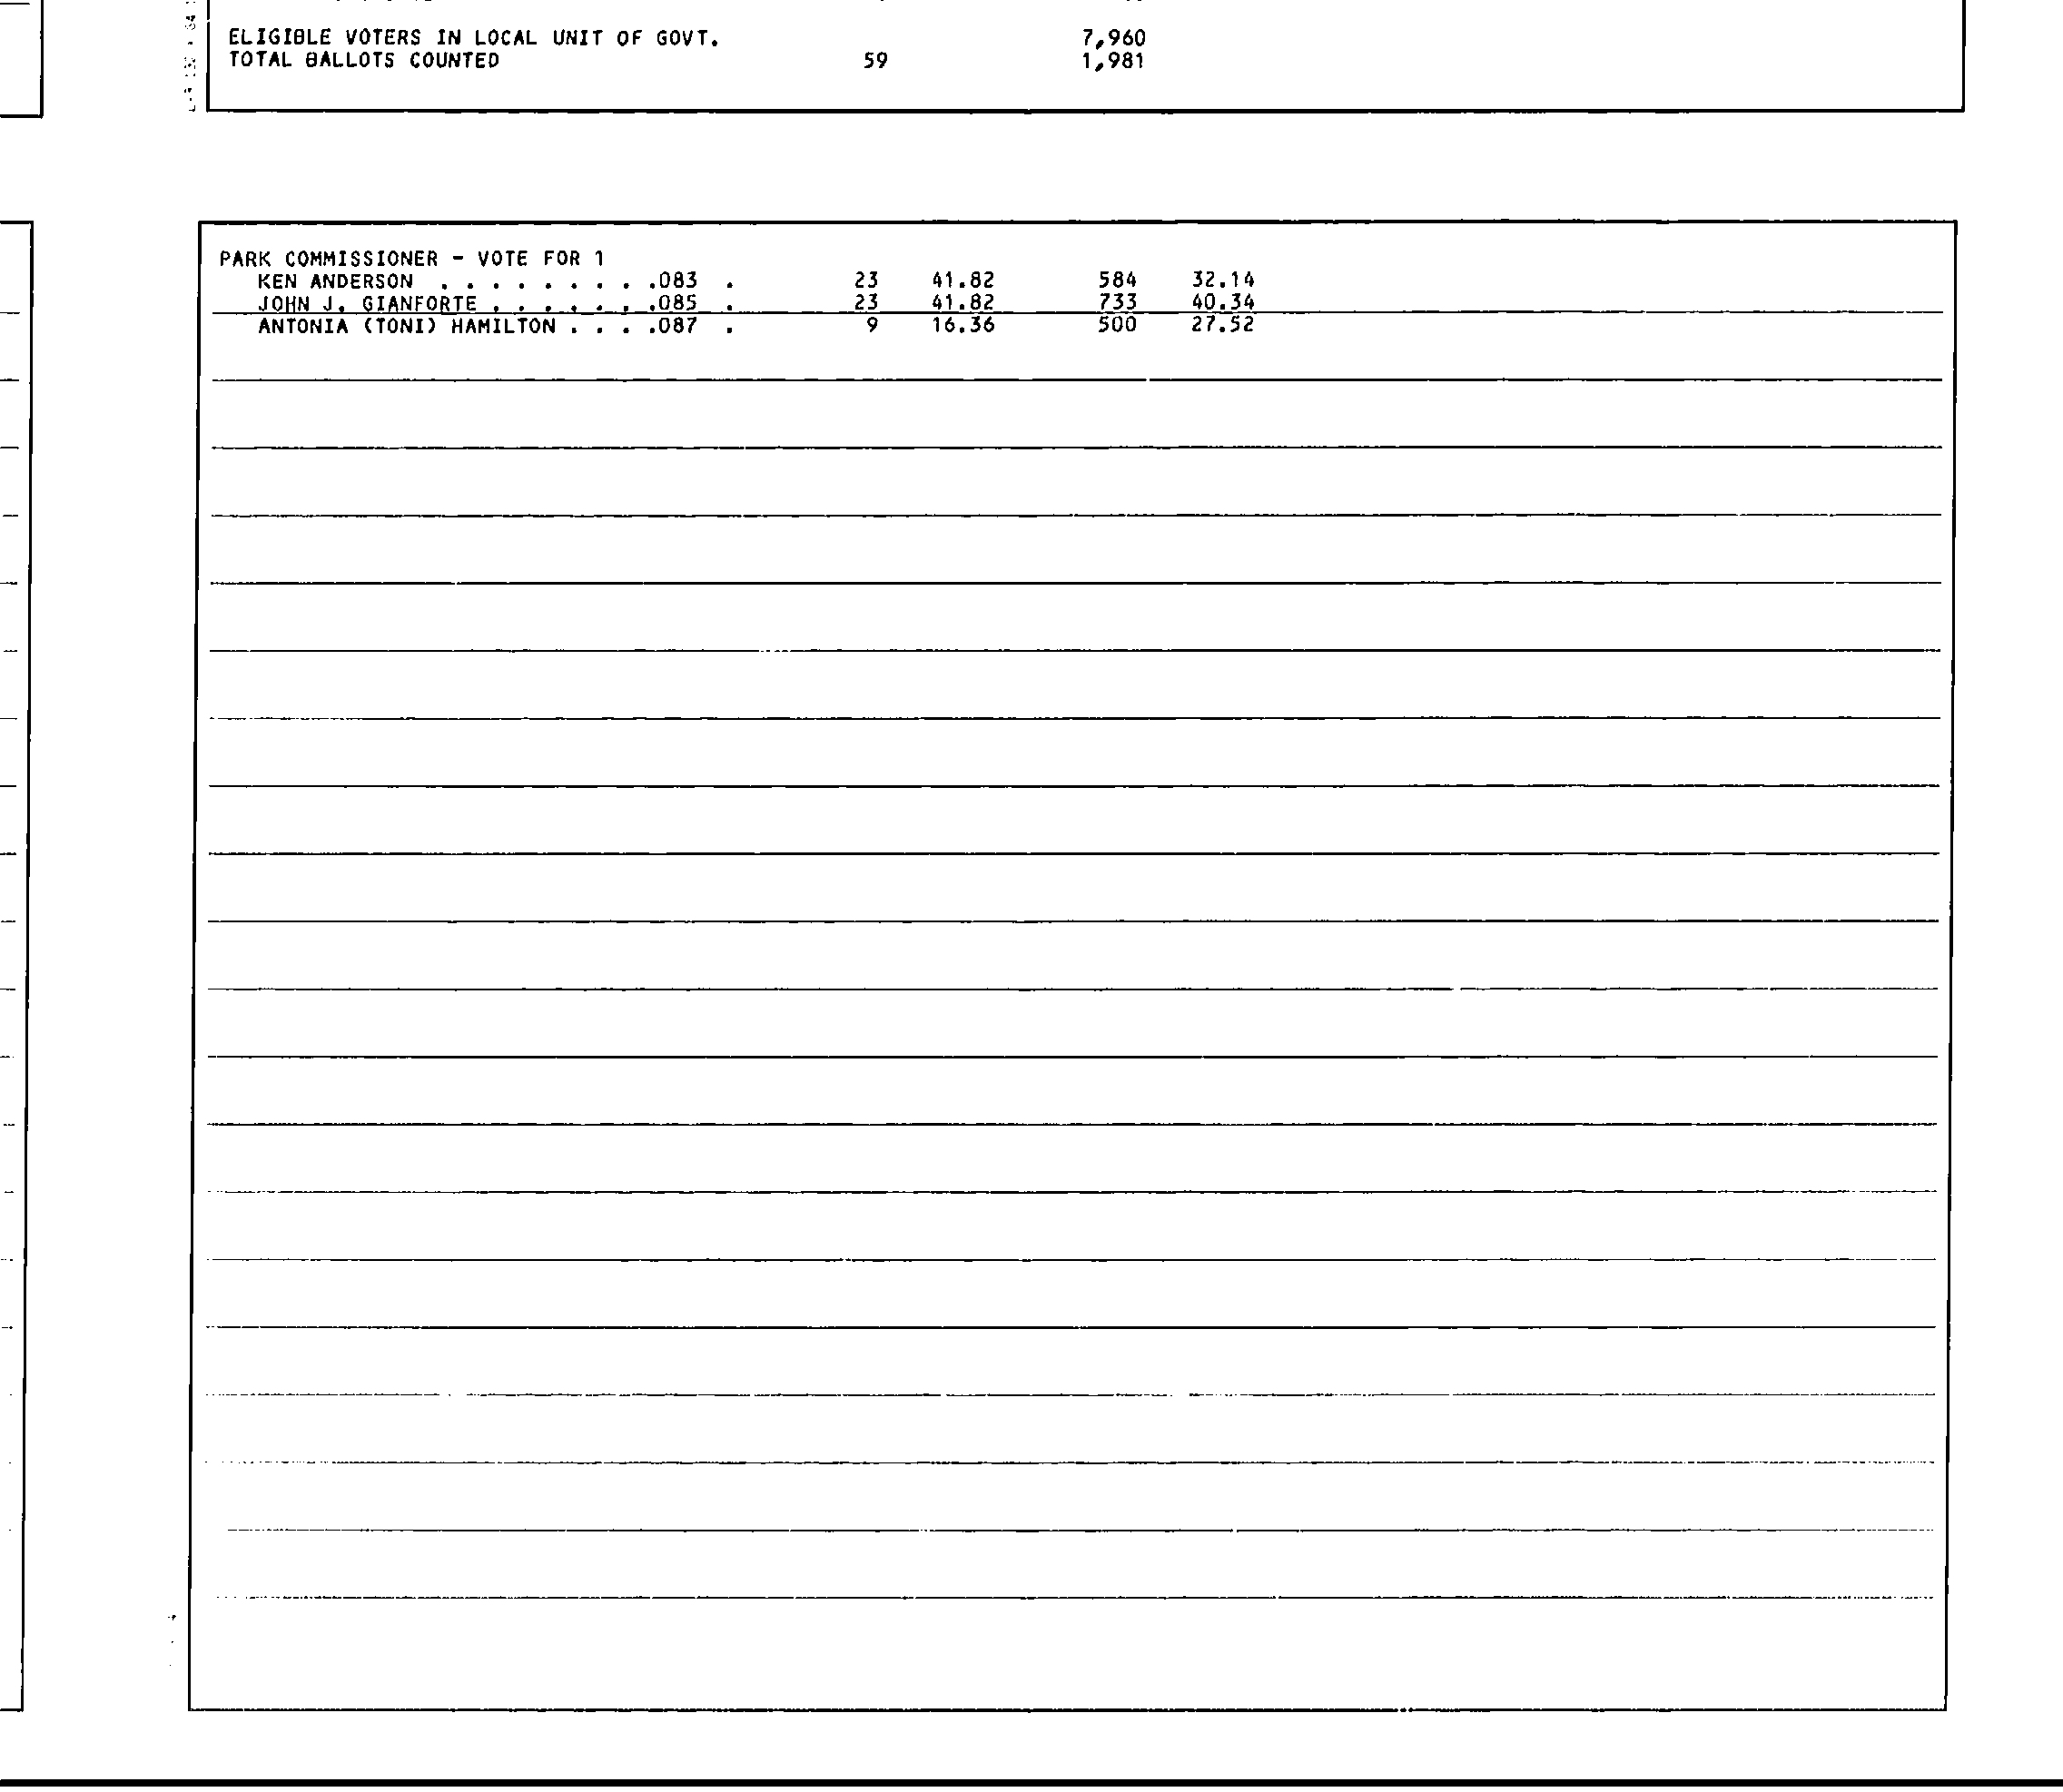 ELIGIBLE VOTERS IN LOCAL UNIT OF GOVT. 7,960
TOTAL BALLOTS COUNTED 59 1,981
PARK COMMISSIONER - VOTE FOR 1
KEN ANDERSON . . . . . . . . .083 . 23 41.82 584 32.14
JOHN J. GIANFORTE . . . . . . .085 . 23 41.82 733 40.34
ANTONIA (TONI) HAMILTON . . . .087 . 9 16.36 500 27.52